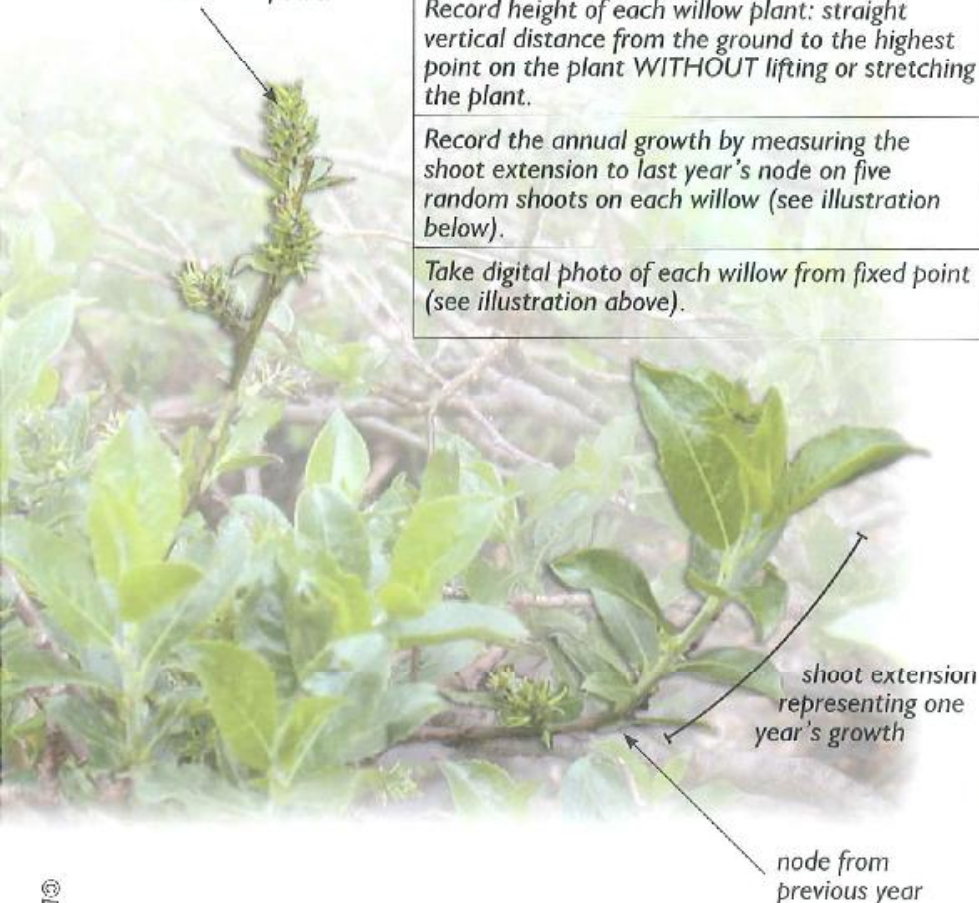 Record height of each willow plant: straight
vertical distance from the ground to the highest
point on the plant WITHOUT lifting or stretching
the plant.
Record the annual growth by measuring the
shoot extension to last year's node on five
random shoots on each willow (see illustration
below).
Take digital photo of each willow from fixed point
(see illustration above).
shoot extension
representing one
year's growth
node from
previous year
©